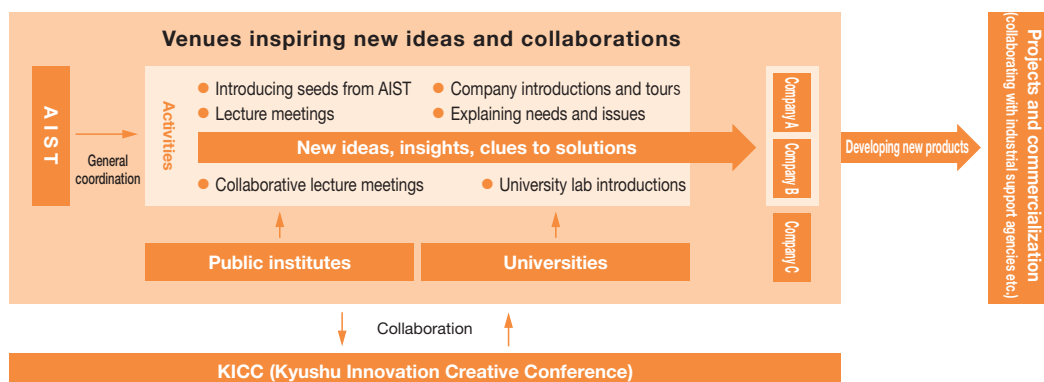 Venues inspiring new ideas and collaborations
AIST
General
coordination
Activities
Introducing seeds from AIST
Company introductions and tours
Lecture meetings
Explaining needs and issues
New ideas, insights, clues to solutions
Collaborative lecture meetings
University lab introductions
Public institutes
Universities
Company A
Company B
Company C
Developing new products
Projects and commercialization
(collaborating with industrial support agencies etc.)
Collaboration
KICC (Kyushu Innovation Creative Conference)